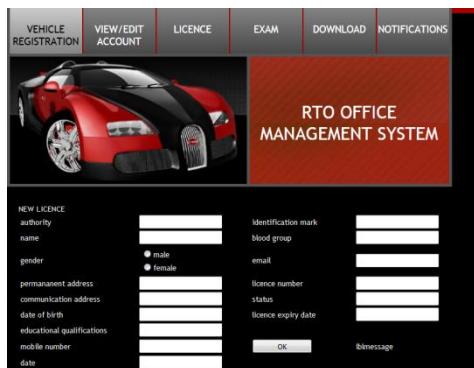 VEHICLE REGISTRATION
VIEW/EDIT ACCOUNT
LICENCE
EXAM
DOWNLOAD
NOTIFICATIONS
RTO OFFICE
MANAGEMENT SYSTEM
NEW LICENCE
authority
identification mark
name
blood group
gender
male
female
email
permananent address
licence number
communication address
status
date of birth
licence expiry date
educational qualifications
mobile number
OK
lblmessage
date